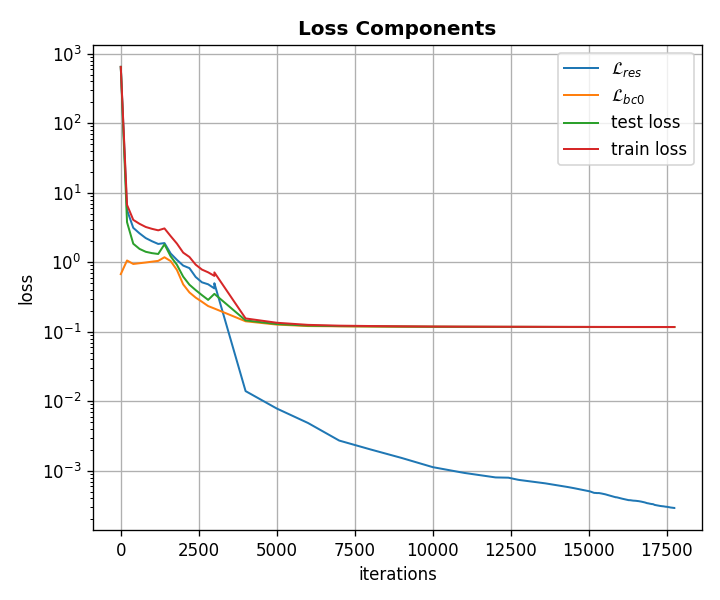 Loss Components
10³
10²
10¹
10⁰
10⁻¹
10⁻²
10⁻³
loss
0 2500 5000 7500 10000 12500 15000 17500
iterations
ℒ_res
ℒ_bc0
test loss
train loss